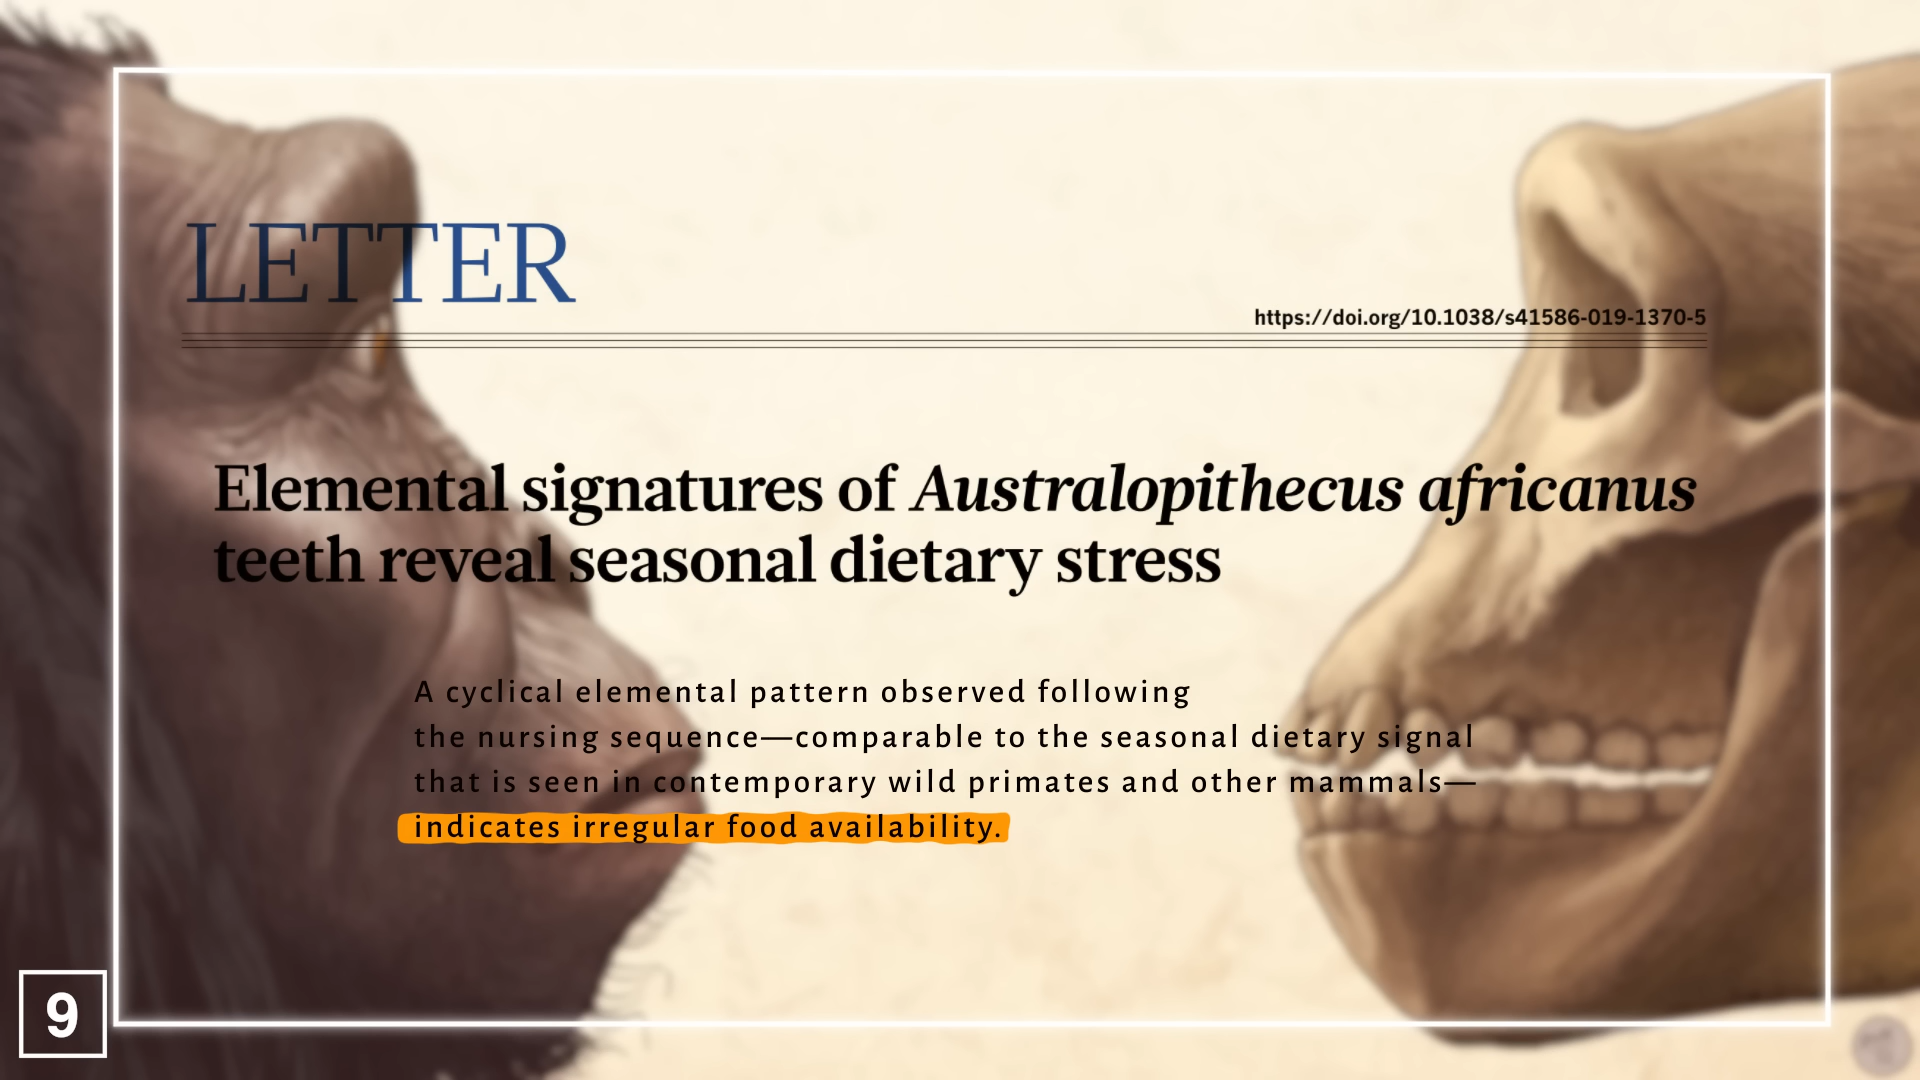 LETTER
https://doi.org/10.1038/s41586-019-1370-5
Elemental signatures of Australopithecus africanus
teeth reveal seasonal dietary stress
A cyclical elemental pattern observed following
the nursing sequence—comparable to the seasonal dietary signal
that is seen in contemporary wild primates and other mammals—
indicates irregular food availability.
9